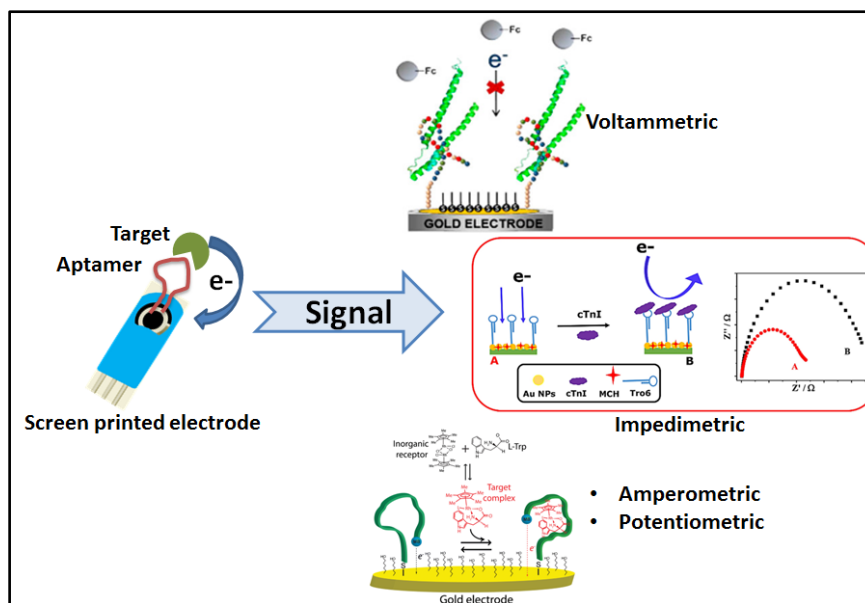 Fc
Fc
e-
Voltammetric
S S S S S S S S S
GOLD ELECTRODE
Target
Aptamer
e-
Signal
Screen printed electrode
e-
cTnI
e-
A
B
Au NPs cTnI MCH Tro6
Z'' / Ω
B
A
Z' / Ω
Impedimetric
Inorganic
receptor
+
L-Trp
Target
complex
• Amperometric
• Potentiometric
e-
e-
S
S
Gold electrode